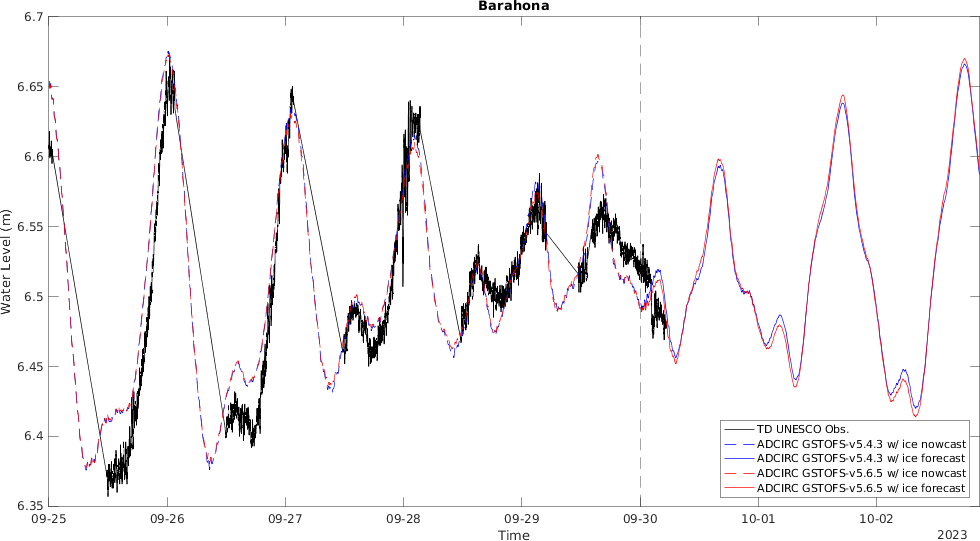 Barahona
6.7
6.65
6.6
6.55
6.5
6.45
6.4
6.35
Water Level (m)
09-25
09-26
09-27
09-28
09-29
09-30
10-01
10-02
Time
2023
TD UNESCO Obs.
ADCIRC GSTOFS-v5.4.3 w/ ice nowcast
ADCIRC GSTOFS-v5.4.3 w/ ice forecast
ADCIRC GSTOFS-v5.6.5 w/ ice nowcast
ADCIRC GSTOFS-v5.6.5 w/ ice forecast